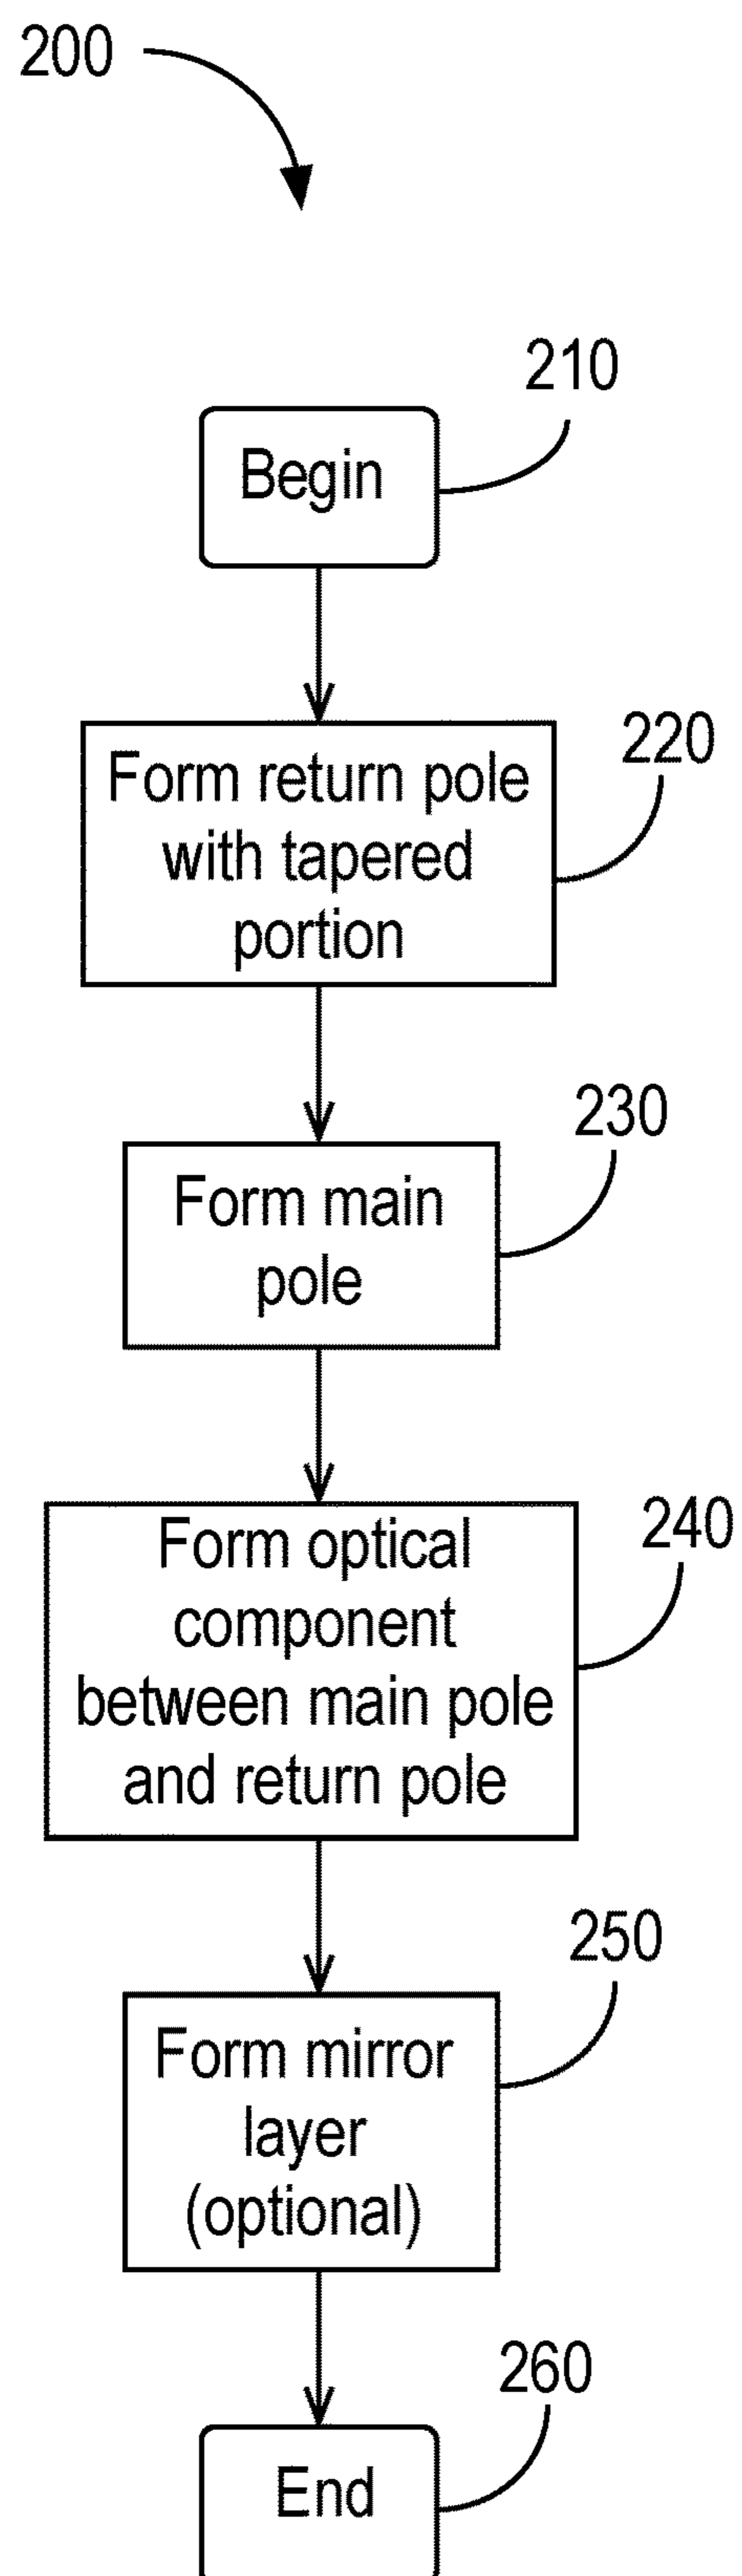 200
210
Begin
220
Form return pole
with tapered
portion
230
Form main
pole
240
Form optical
component
between main pole
and return pole
250
Form mirror
layer
(optional)
260
End